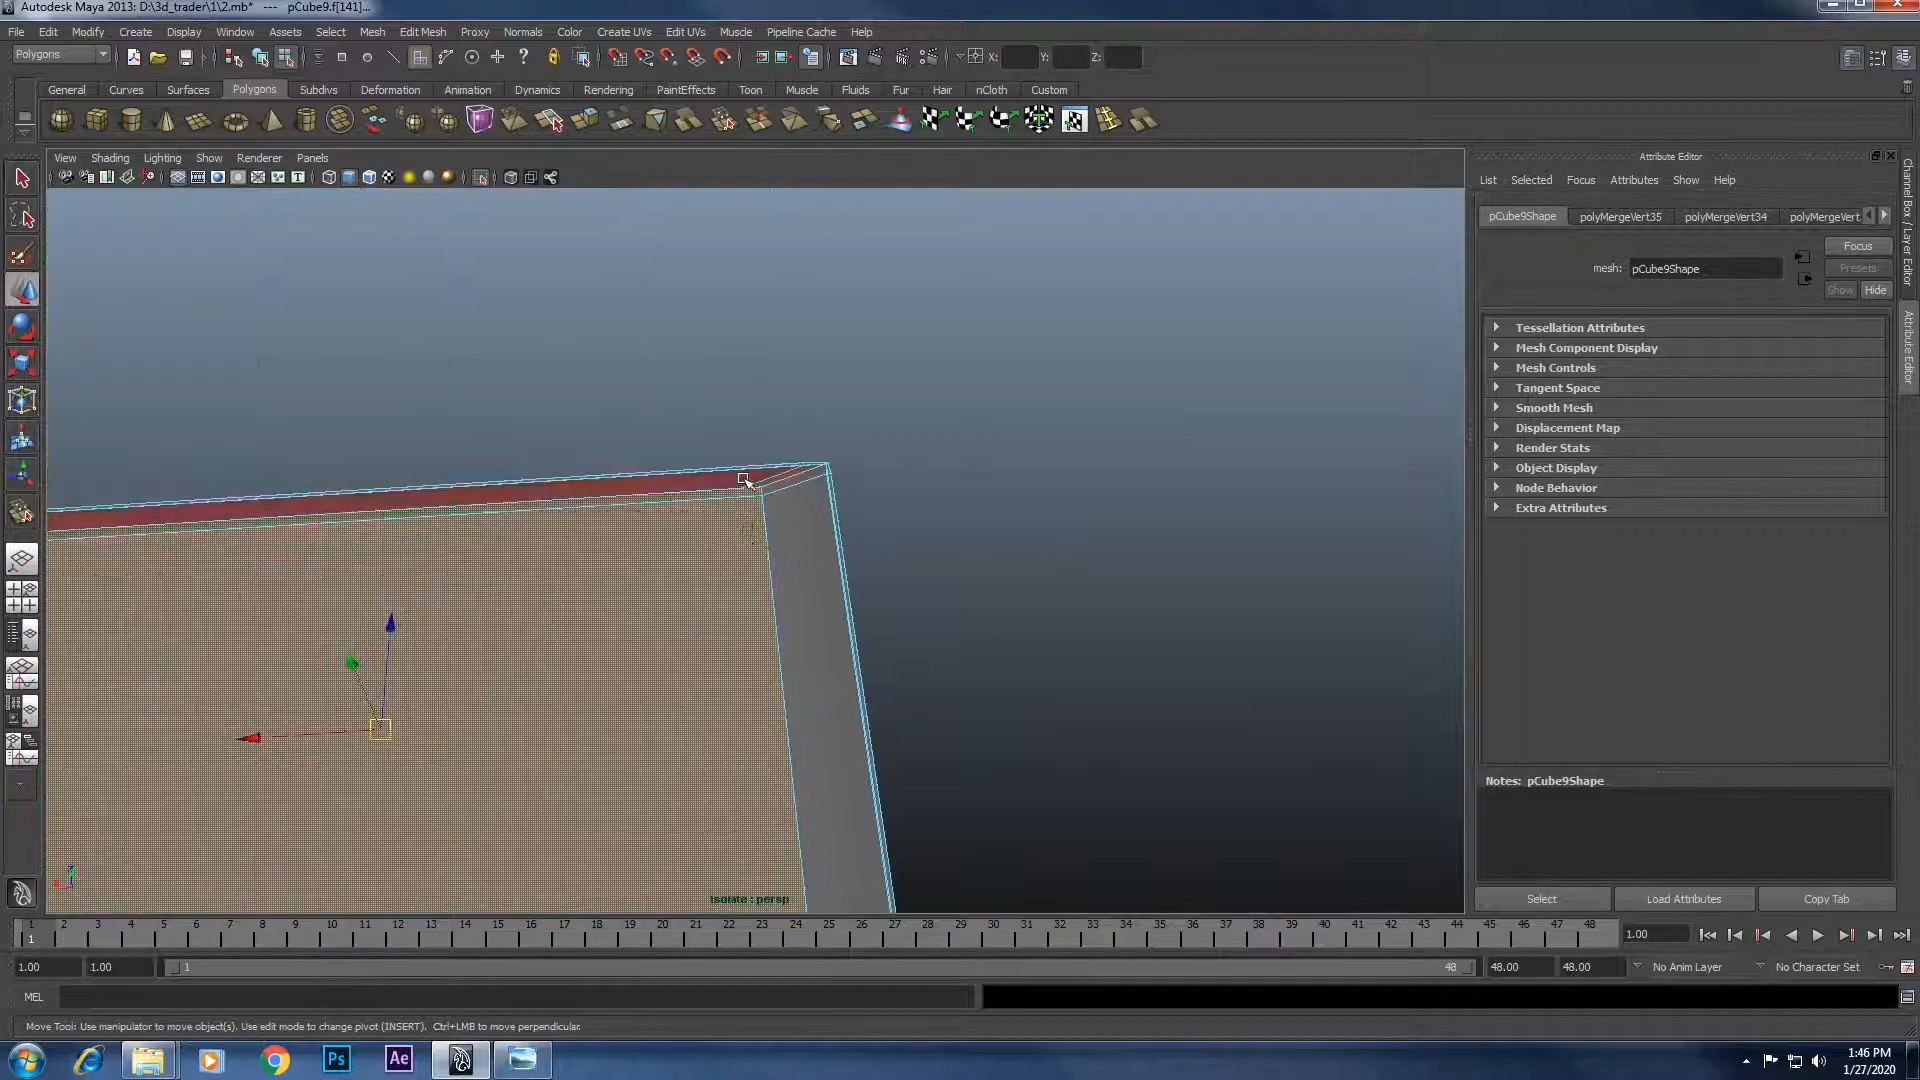 Autodesk Maya 2013: D:\3d_trader\1\2.mb*   ---   pCube9.f[141]...
File Edit Modify Create Display Window Assets Select Mesh Edit Mesh Proxy Normals Color Create UVs Edit UVs Muscle Pipeline Cache Help
Polygons X: Y: Z:
General Curves Surfaces Polygons Subdivs Deformation Animation Dynamics Rendering PaintEffects Toon Muscle Fluids Fur Hair nCloth Custom
View Shading Lighting Show Renderer Panels
Attribute Editor
List Selected Focus Attributes Show Help
pCube9Shape polyMergeVert35 polyMergeVert34 polyMergeVert
Focus
mesh: pCube9Shape Presets
Show Hide
Tessellation Attributes
Mesh Component Display
Mesh Controls
Tangent Space
Smooth Mesh
Displacement Map
Render Stats
Object Display
Node Behavior
Extra Attributes
Channel Box / Layer Editor
Attribute Editor
Notes: pCube9Shape
Isolate : persp
Select Load Attributes Copy Tab
1 2 3 4 5 6 7 8 9 10 11 12 13 14 15 16 17 18 19 20 21 22 23 24 25 26 27 28 29 30 31 32 33 34 35 36 37 38 39 40 41 42 43 44 45 46 47 48
1 1.00
1.00 1.00 1 48 48.00 48.00 No Anim Layer No Character Set
MEL
Move Tool: Use manipulator to move object(s). Use edit mode to change pivot (INSERT). Ctrl+LMB to move perpendicular.
Ps Ae
1:46 PM
1/27/2020